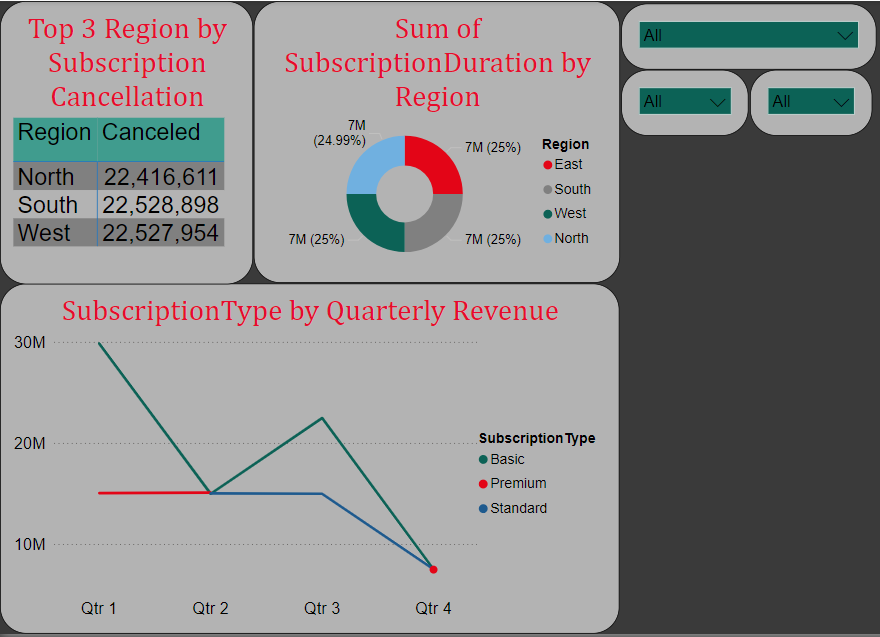 Top 3 Region by
Subscription
Cancellation
Region Canceled
North 22,416,611
South 22,528,898
West 22,527,954
Sum of
SubscriptionDuration by
Region
7M
(24.99%)
7M (25%)
7M (25%)
7M (25%)
Region
East
South
West
North
All
All
All
SubscriptionType by Quarterly Revenue
30M
20M
10M
Qtr 1 Qtr 2 Qtr 3 Qtr 4
SubscriptionType
Basic
Premium
Standard